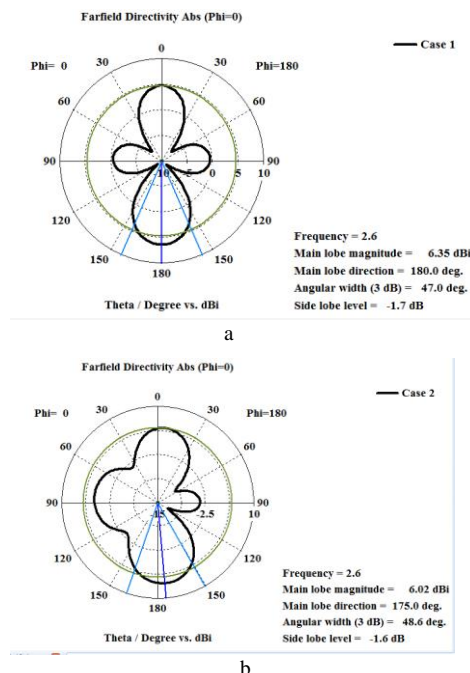 Farfield Directivity Abs (Phi=0)
0
Phi= 0 30 30 Phi=180
Case 1
60 60
90 -10 -5 0 5 10 90
120 120
150 150
180
Frequency = 2.6
Main lobe magnitude = 6.35 dBi
Main lobe direction = 180.0 deg.
Angular width (3 dB) = 47.0 deg.
Side lobe level = -1.7 dB
Theta / Degree vs. dBi
a
Farfield Directivity Abs (Phi=0)
0
Phi= 0 30 30 Phi=180
Case 2
60 60
90 -15 -2.5 10 90
120 120
150 150
180
Frequency = 2.6
Main lobe magnitude = 6.02 dBi
Main lobe direction = 175.0 deg.
Angular width (3 dB) = 48.6 deg.
Side lobe level = -1.6 dB
Theta / Degree vs. dBi
b